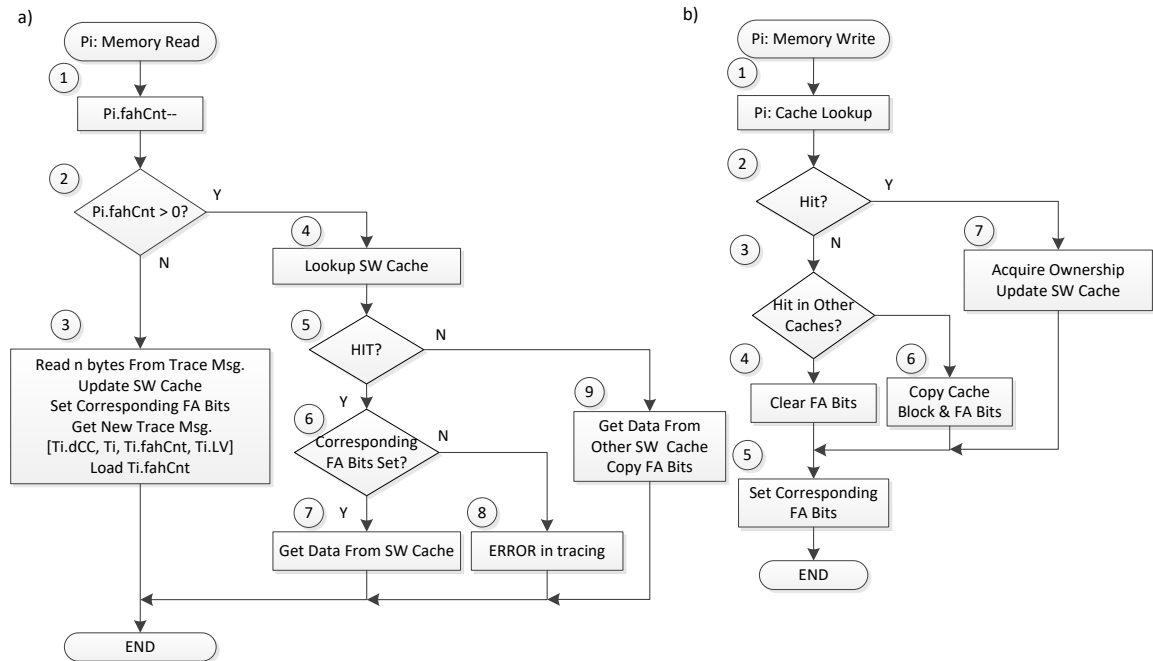 a)
Pi: Memory Read
1
Pi.fahCnt--
2
Pi.fahCnt > 0?
Y
N
3
Read n bytes From Trace Msg.
Update SW Cache
Set Corresponding FA Bits
Get New Trace Msg.
[Ti.dCC, Ti, Ti.fahCnt, Ti.LV]
Load Ti.fahCnt
4
Lookup SW Cache
5
HIT?
N
Y
6
Corresponding
FA Bits Set?
N
Y
7
Get Data From SW Cache
8
ERROR in tracing
9
Get Data From
Other SW Cache
Copy FA Bits
END
b)
Pi: Memory Write
1
Pi: Cache Lookup
2
Hit?
Y
N
3
Hit in Other
Caches?
Y
4
Clear FA Bits
6
Copy Cache
Block & FA Bits
7
Acquire Ownership
Update SW Cache
5
Set Corresponding
FA Bits
END